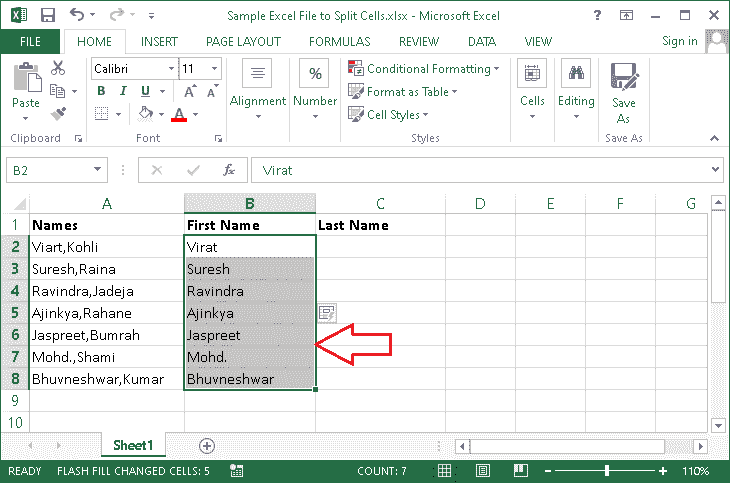 Sample Excel File to Split Cells.xlsx - Microsoft Excel
FILE HOME INSERT PAGE LAYOUT FORMULAS REVIEW DATA VIEW Sign in
Paste
Calibri 11
B I U A A
A
Alignment
%
Number
Conditional Formatting
Format as Table
Cell Styles
Cells
Editing
Save As
Clipboard Font Styles Save As
B2 fx Virat
A B C D E F G
1 Names First Name Last Name
2 Viart,Kohli Virat
3 Suresh,Raina Suresh
4 Ravindra,Jadeja Ravindra
5 Ajinkya,Rahane Ajinkya
6 Jaspreet,Bumrah Jaspreet
7 Mohd.,Shami Mohd.
8 Bhuvneshwar,Kumar Bhuvneshwar
9
10
Sheet1
READY FLASH FILL CHANGED CELLS: 5 COUNT: 7 110%